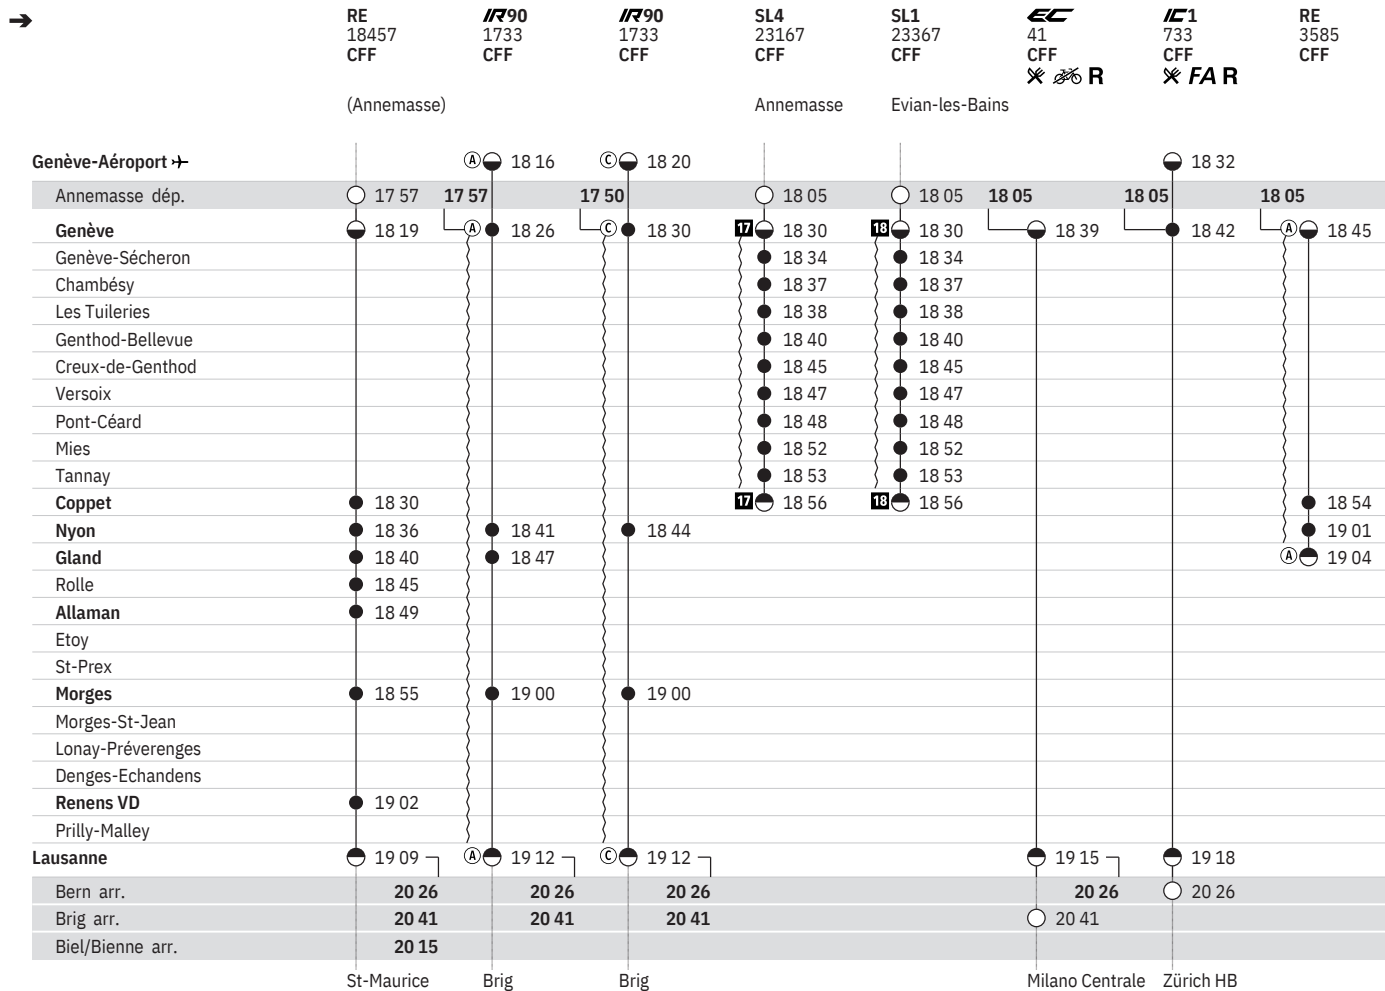 ➔ RE IR90 IR90 SL4 SL1 EC IC1 RE
18457 1733 1733 23167 23367 41 733 3585
CFF CFF CFF CFF CFF CFF CFF CFF
R FA R
(Annemasse) Annemasse Evian-les-Bains
Genève-Aéroport A 18 16 C 18 20 18 32
Annemasse dép. 17 57 17 57 17 50 18 05 18 05 18 05 18 05 18 05
Genève 18 19 A 18 26 C 18 30 17 18 30 18 18 30 18 39 18 42 A 18 45
Genève-Sécheron 18 34 18 34
Chambésy 18 37 18 37
Les Tuileries 18 38 18 38
Genthod-Bellevue 18 40 18 40
Creux-de-Genthod 18 45 18 45
Versoix 18 47 18 47
Pont-Céard 18 48 18 48
Mies 18 52 18 52
Tannay 18 53 18 53
Coppet 18 30 17 18 56 18 18 56 18 54
Nyon 18 36 18 41 18 44 19 01
Gland 18 40 18 47 A 19 04
Rolle 18 45
Allaman 18 49
Etoy
St-Prex
Morges 18 55 19 00 19 00
Morges-St-Jean
Lonay-Préverenges
Denges-Echandens
Renens VD 19 02
Prilly-Malley
Lausanne 19 09 A 19 12 C 19 12 19 15 19 18
Bern arr. 20 26 20 26 20 26 20 26 20 26
Brig arr. 20 41 20 41 20 41 20 41
Biel/Bienne arr. 20 15
St-Maurice Brig Brig Milano Centrale Zürich HB